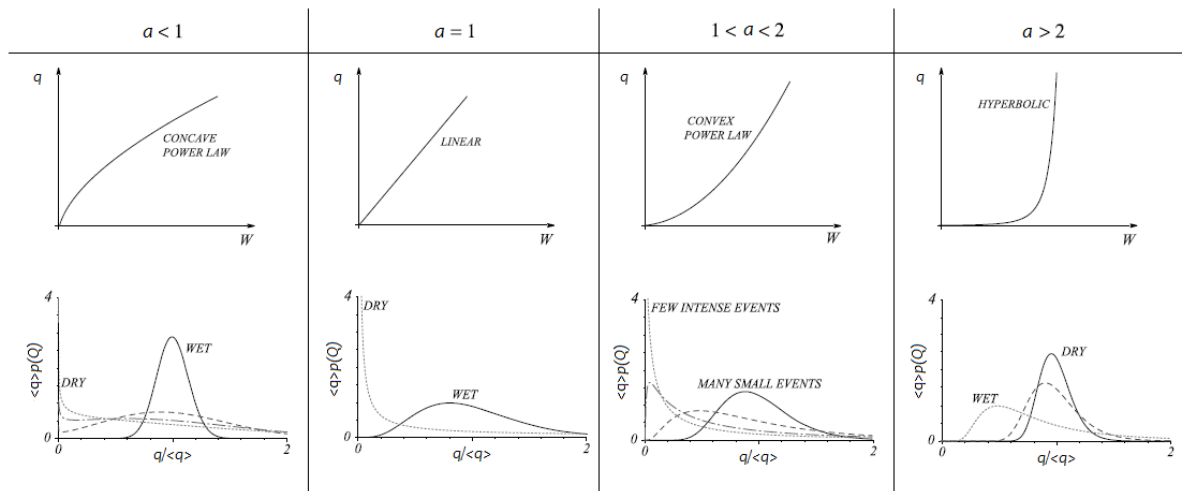 a < 1
a = 1
1 < a < 2
a > 2
q
CONCAVE
POWER LAW
W
LINEAR
W
q
CONVEX
POWER LAW
W
q
HYPERBOLIC
W
4
<q>p(Q)
DRY
WET
0
0
2
q/<q>
4
<q>p(Q)
DRY
WET
0
0
2
q/<q>
4
<q>p(Q)
FEW INTENSE EVENTS
MANY SMALL EVENTS
0
0
2
q/<q>
4
<q>p(Q)
DRY
WET
0
0
2
q/<q>